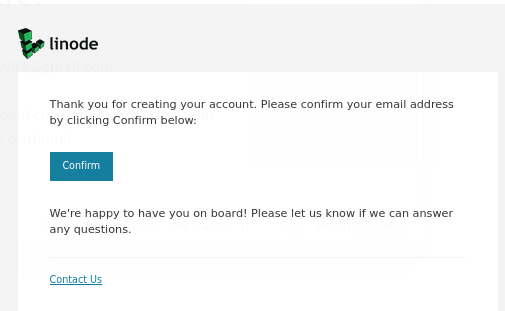 linode
Thank you for creating your account. Please confirm your email address
by clicking Confirm below:
Confirm
We're happy to have you on board! Please let us know if we can answer
any questions.
Contact Us